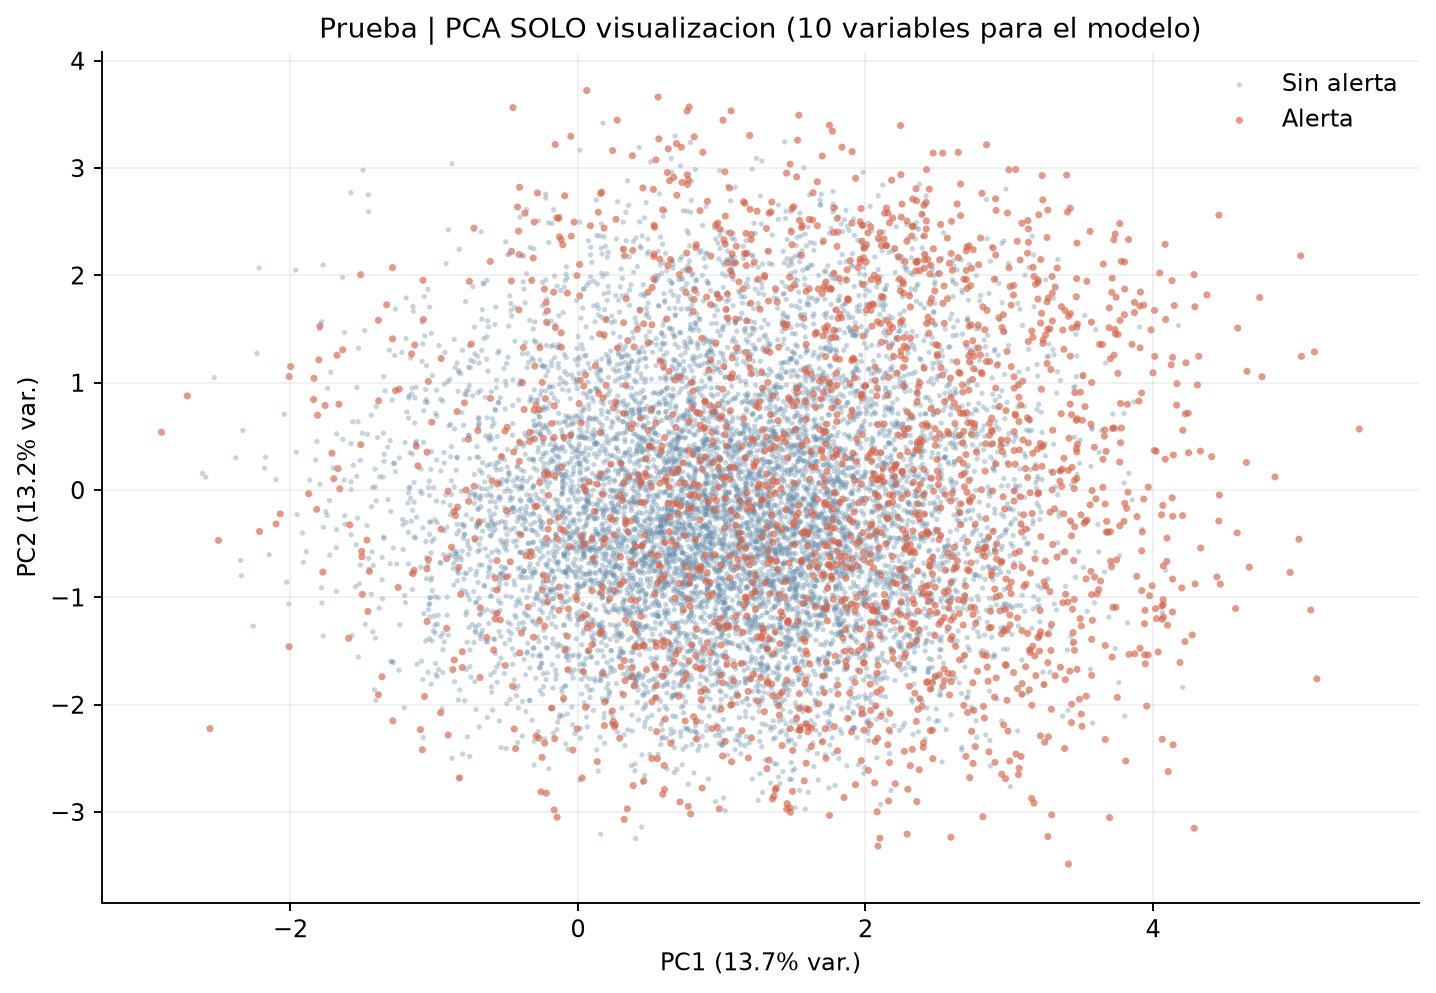 Prueba | PCA SOLO visualizacion (10 variables para el modelo)
Sin alerta
Alerta
4
3
2
1
0
−1
−2
−3
PC2 (13.2% var.)
−2
0
2
4
PC1 (13.7% var.)